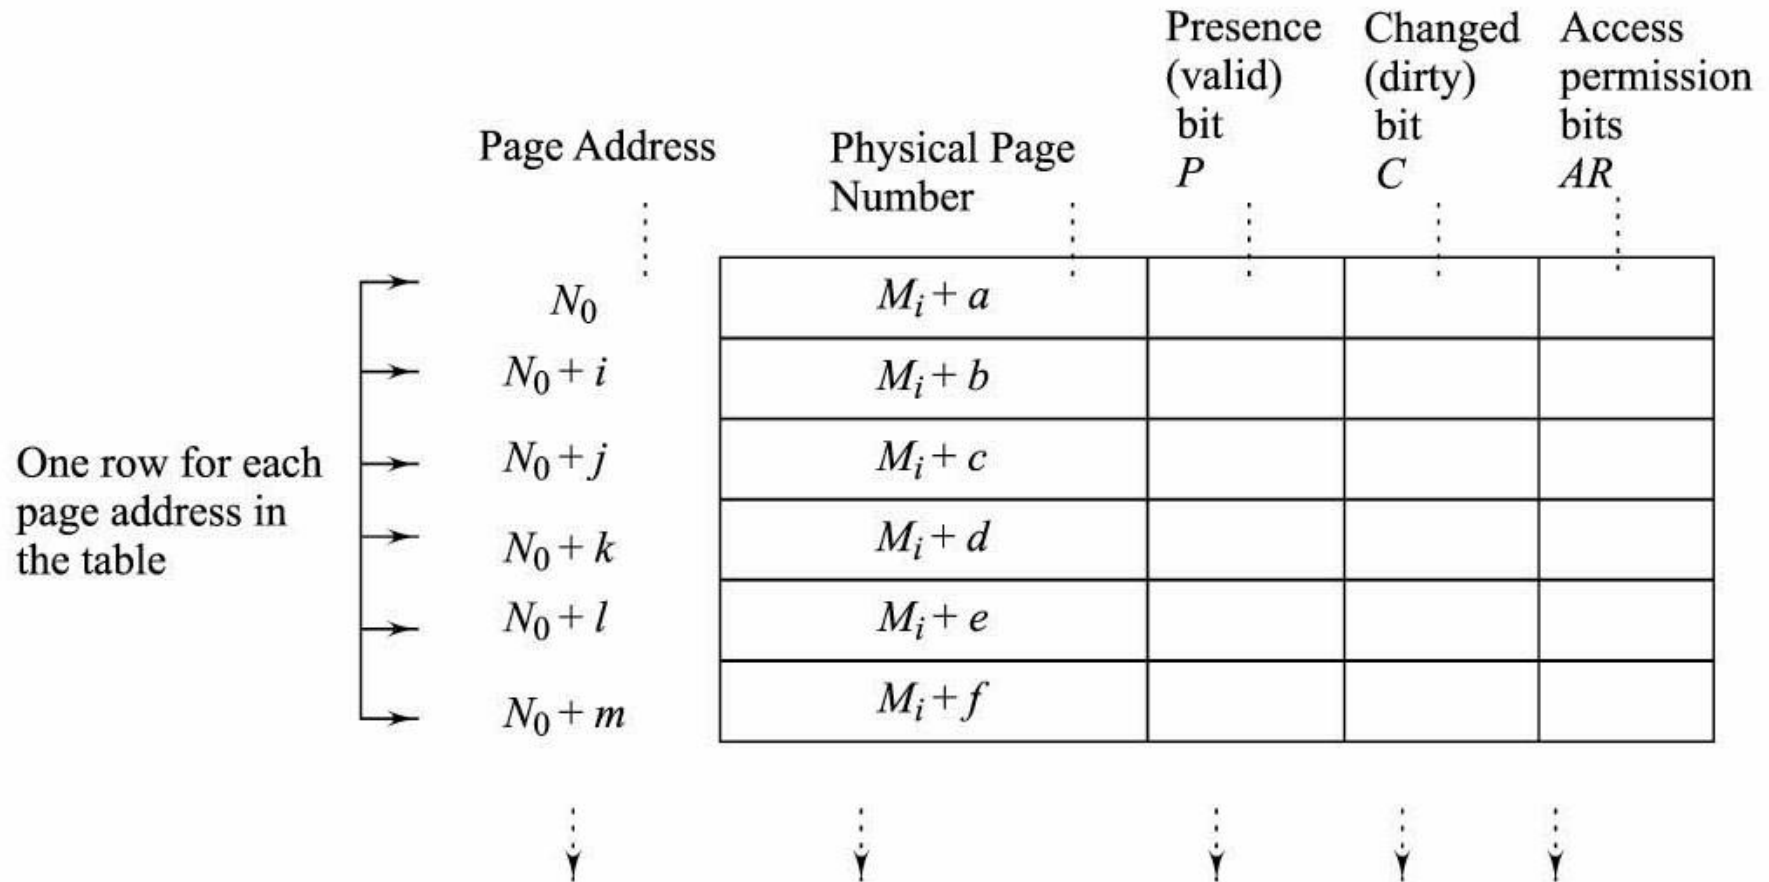 Presence Changed Access
(valid) (dirty) permission
bit bit bits
Page Address Physical Page P C AR
Number
N₀ Mᵢ + a
N₀ + i Mᵢ + b
One row for each N₀ + j Mᵢ + c
page address in
the table N₀ + k Mᵢ + d
N₀ + l Mᵢ + e
N₀ + m Mᵢ + f